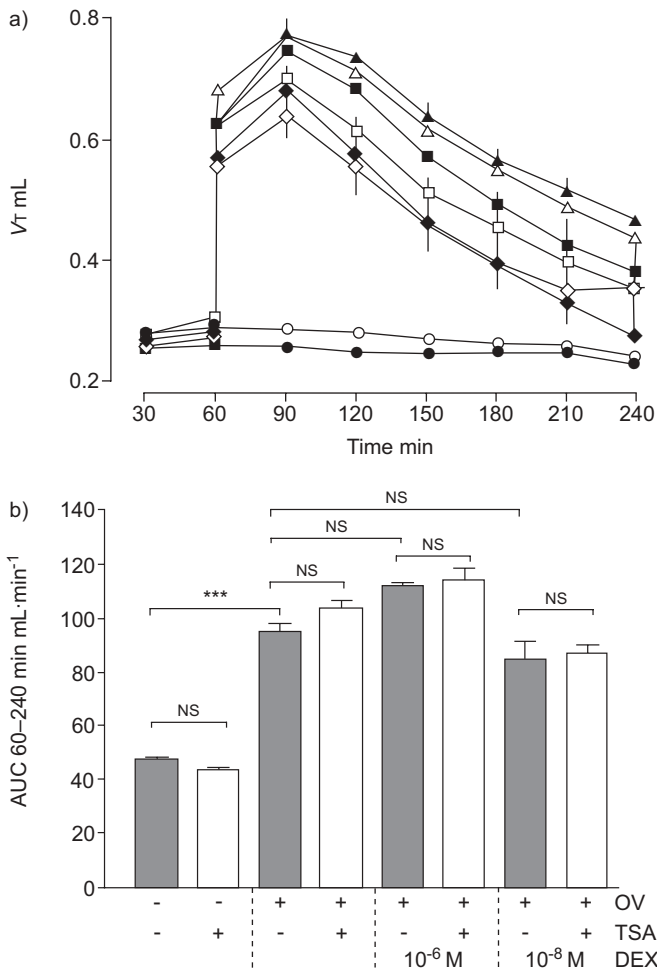 a)
0.8
0.6
VT mL
0.4
0.2
30 60 90 120 150 180 210 240
Time min
b)
140
120
100
80
60
40
20
0
AUC 60–240 min mL·min⁻¹
NS
***
NS
NS
NS
NS
NS
- - + + + + + + OV
- + - + - + - + TSA
10⁻⁶ M 10⁻⁸ M DEX